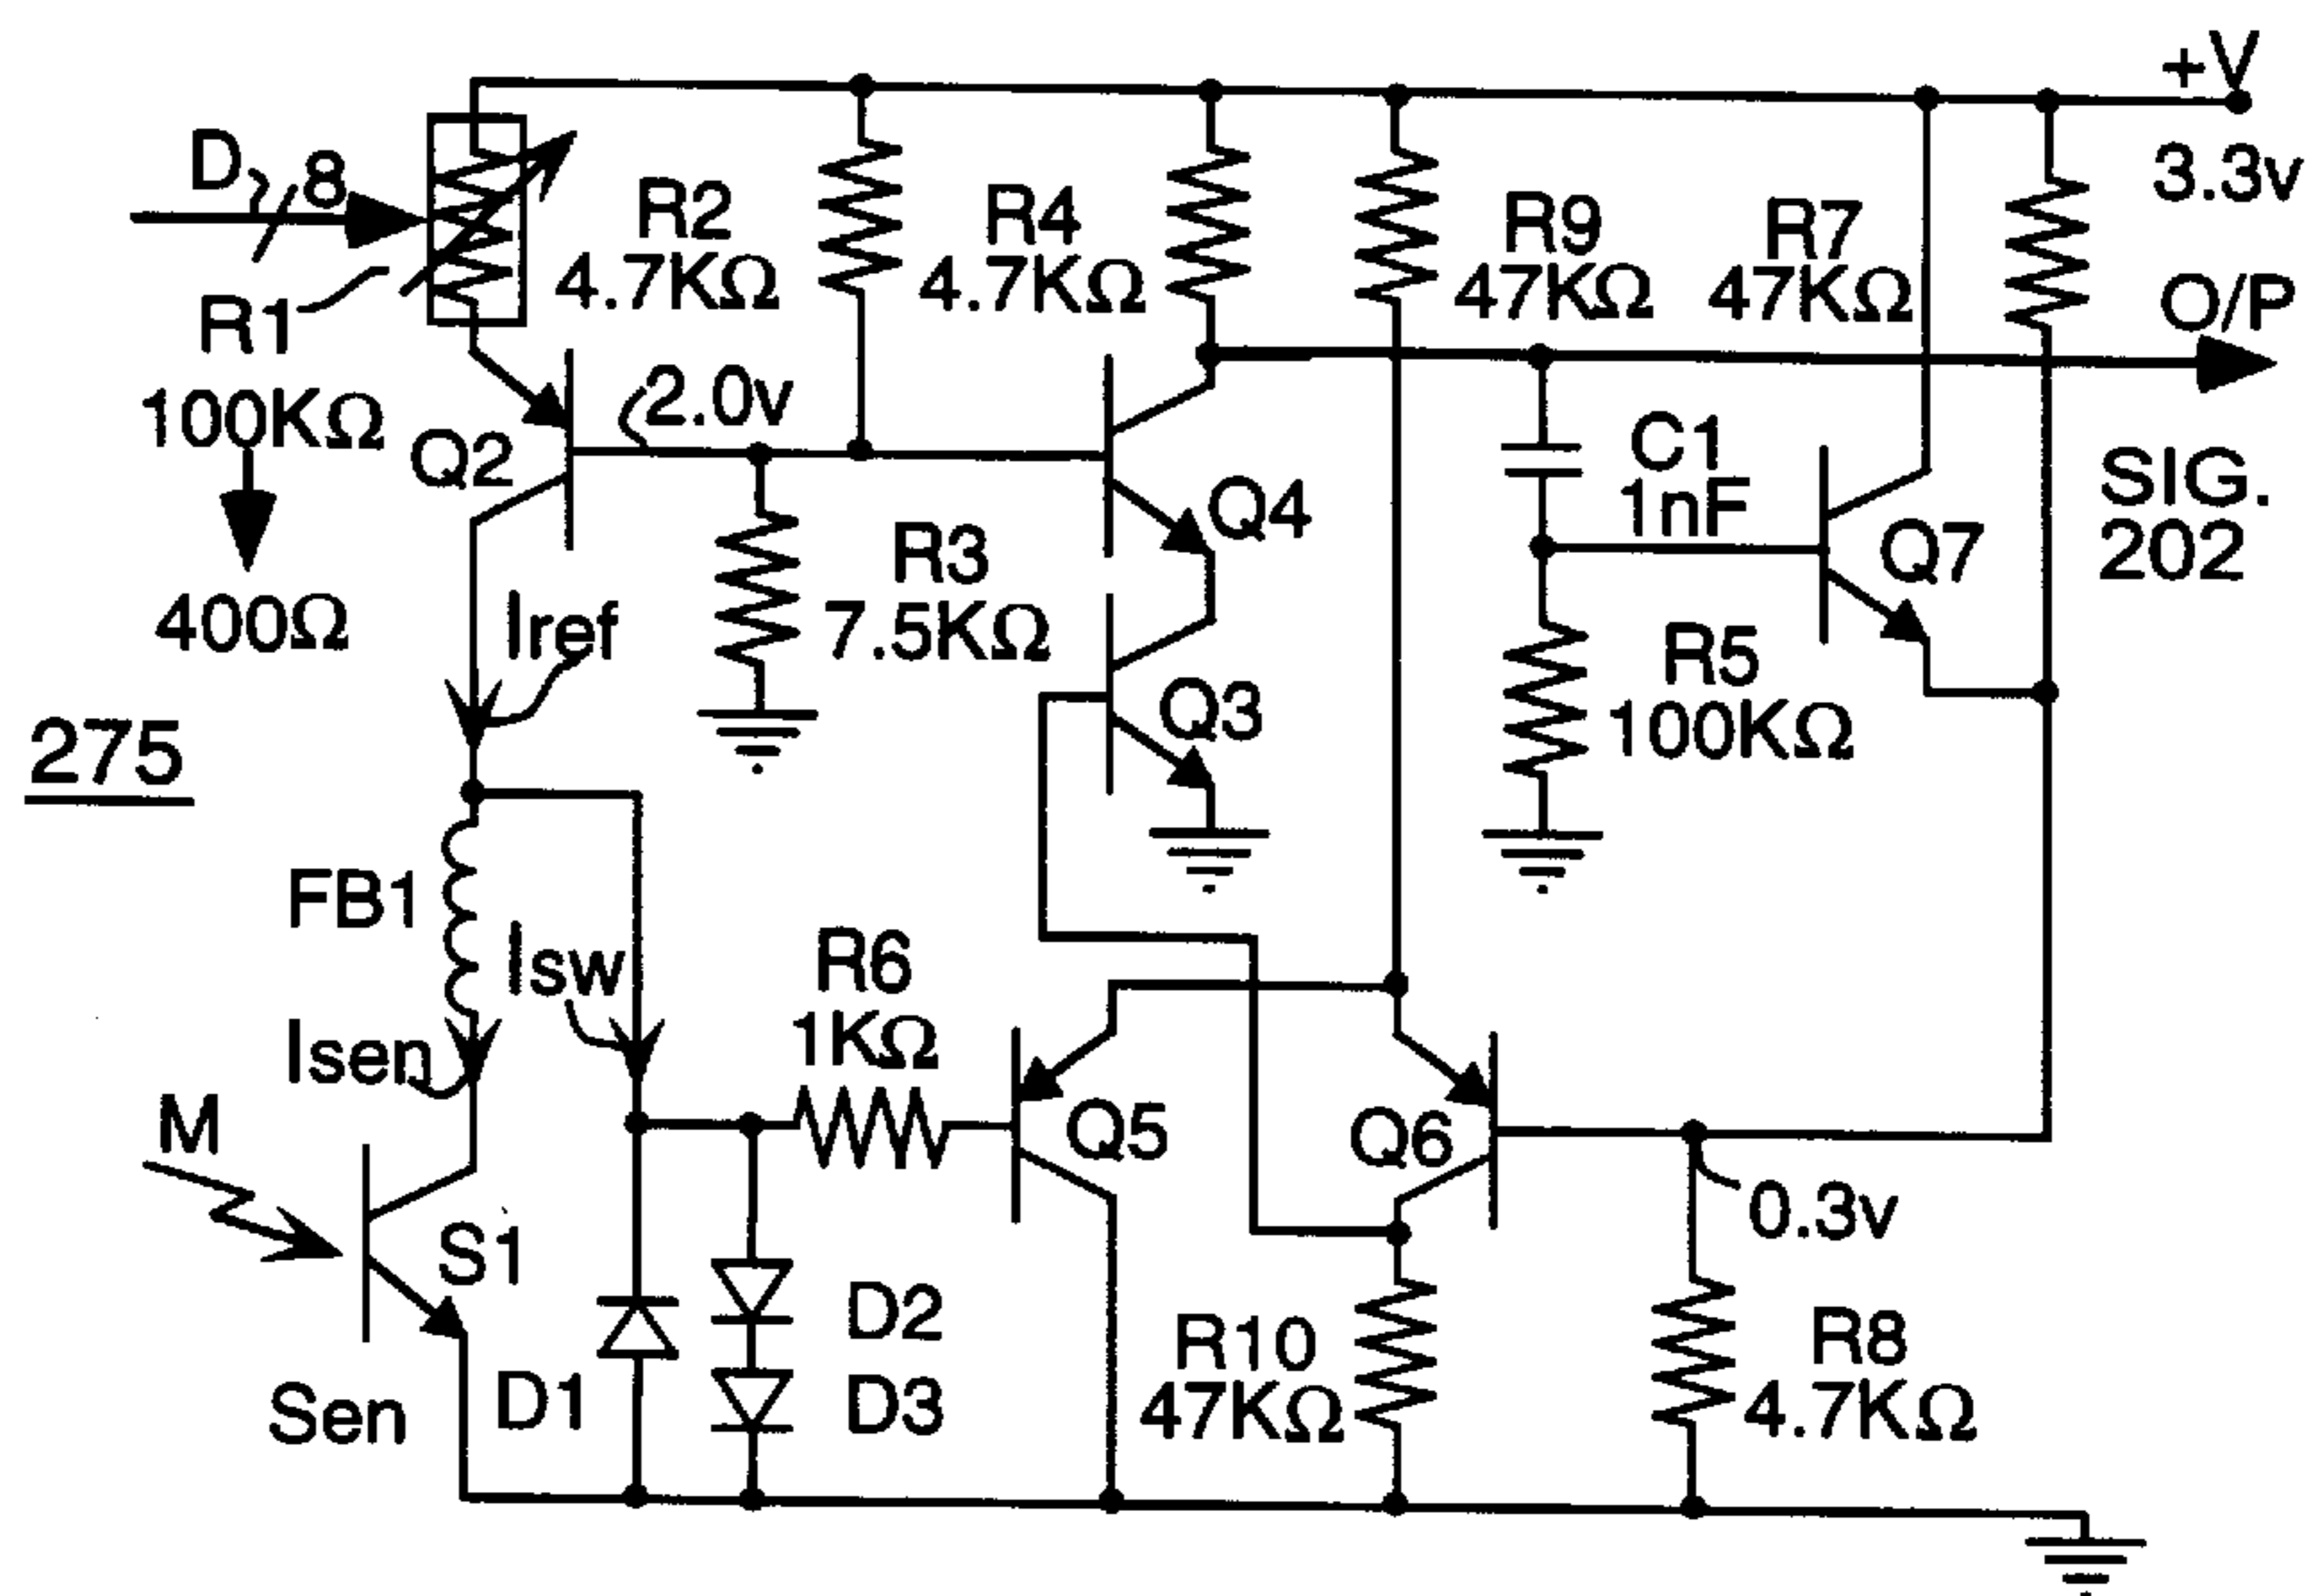 +V
3.3v
D
8
R1
100KΩ
400Ω
R2
4.7KΩ
R4
4.7KΩ
R9
47KΩ
R7
47KΩ
O/P
SIG.
202
Q2
2.0v
Q4
C1
1nF
Q7
R3
7.5KΩ
Iref
Q3
R5
100KΩ
275
FB1
Isw
Isen
R6
1KΩ
Q5
Q6
0.3v
M
S1
Sen
D1
D2
D3
R10
47KΩ
R8
4.7KΩ